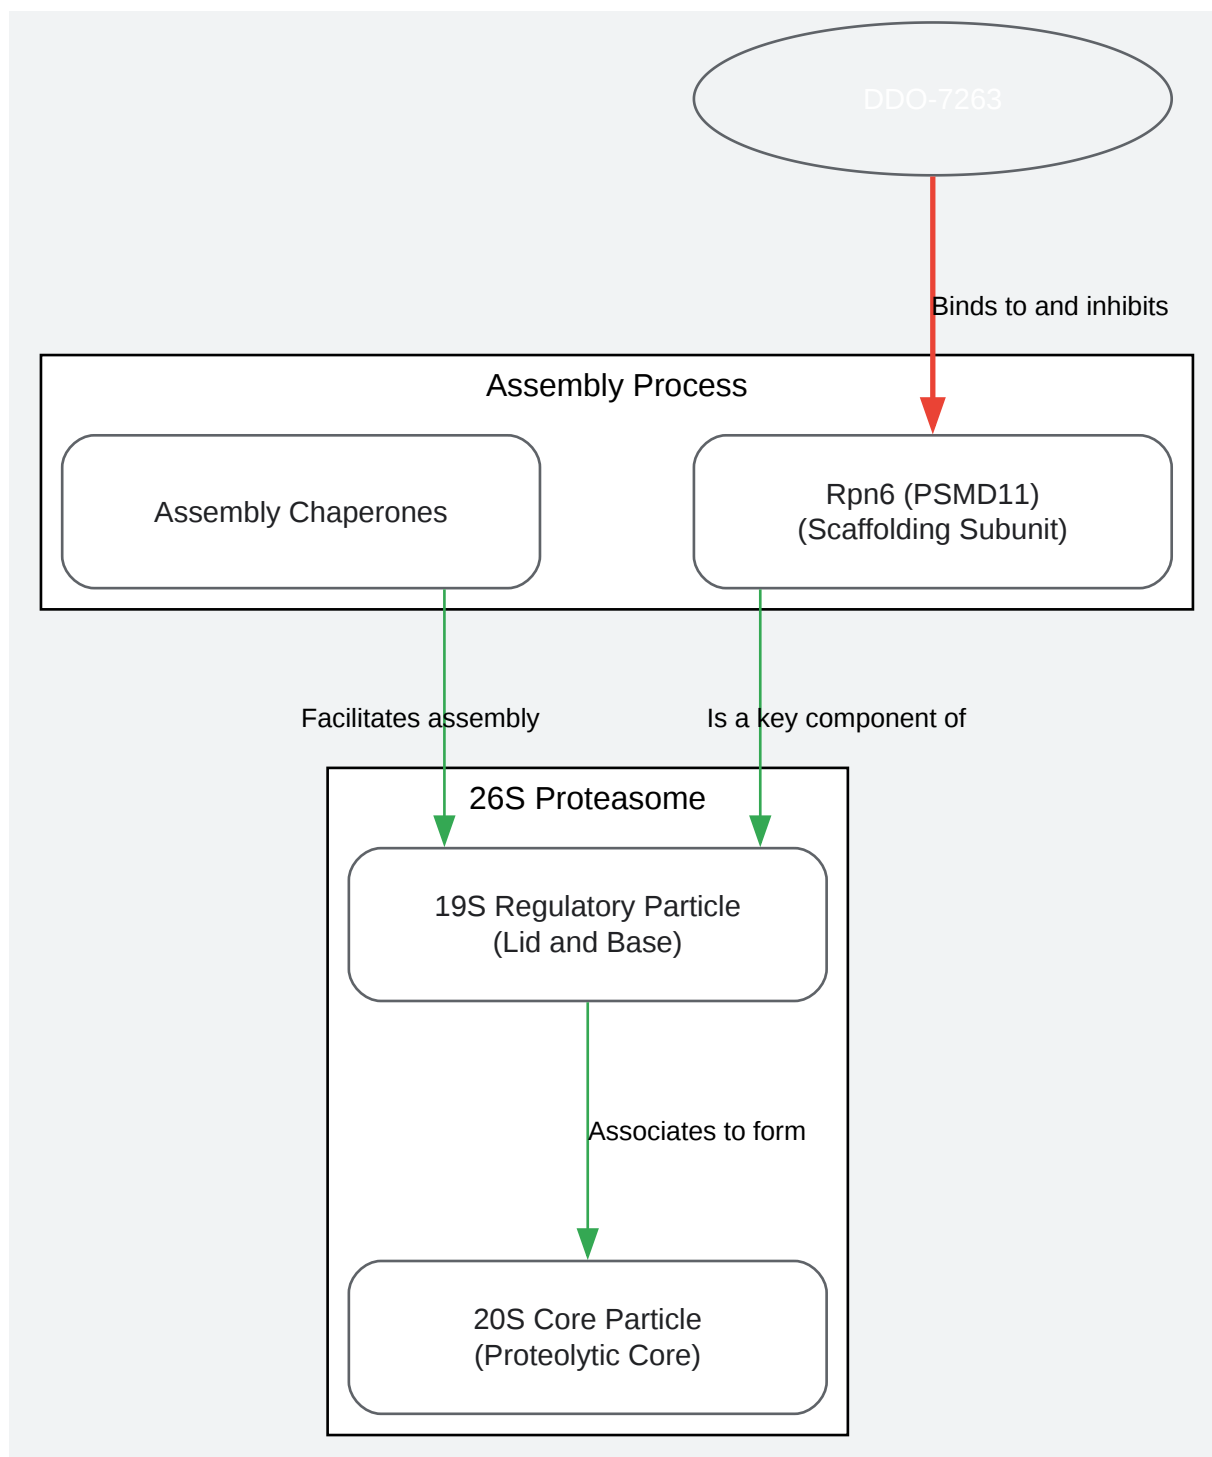 DDO-7263
Binds to and inhibits
Assembly Process
Assembly Chaperones
Rpn6 (PSMD11)
(Scaffolding Subunit)
Facilitates assembly
Is a key component of
26S Proteasome
19S Regulatory Particle
(Lid and Base)
Associates to form
20S Core Particle
(Proteolytic Core)